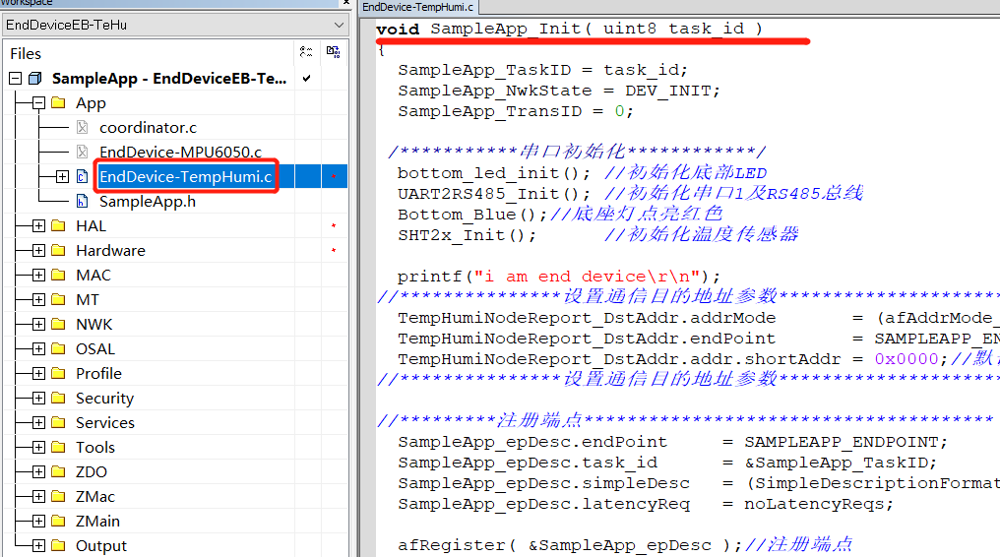 Workspace
EndDeviceEB-TeHu
Files
SampleApp - EndDeviceEB-Te...
App
coordinator.c
EndDevice-MPU6050.c
EndDevice-TempHumi.c
SampleApp.h
HAL
Hardware
MAC
MT
NWK
OSAL
Profile
Security
Services
Tools
ZDO
ZMac
ZMain
Output
EndDevice-TempHumi.c
void SampleApp_Init( uint8 task_id )
{
SampleApp_TaskID = task_id;
SampleApp_NwkState = DEV_INIT;
SampleApp_TransID = 0;
/***********串口初始化************/
bottom_led_init(); //初始化底部LED
UART2RS485_Init(); //初始化串口1及RS485总线
Bottom_Blue();//底座灯点亮红色
SHT2x_Init(); //初始化温度传感器
printf("i am end device\r\n");
//***************设置通信目的地址参数*********************
TempHumiNodeReport_DstAddr.addrMode = (afAddrMode_
TempHumiNodeReport_DstAddr.endPoint = SAMPLEAPP_EN
TempHumiNodeReport_DstAddr.addr.shortAddr = 0x0000;//默
//***************设置通信目的地址参数*********************
//*********注册端点**************************************
SampleApp_epDesc.endPoint = SAMPLEAPP_ENDPOINT;
SampleApp_epDesc.task_id = &SampleApp_TaskID;
SampleApp_epDesc.simpleDesc = (SimpleDescriptionFormat
SampleApp_epDesc.latencyReq = noLatencyReqs;
afRegister( &SampleApp_epDesc );//注册端点